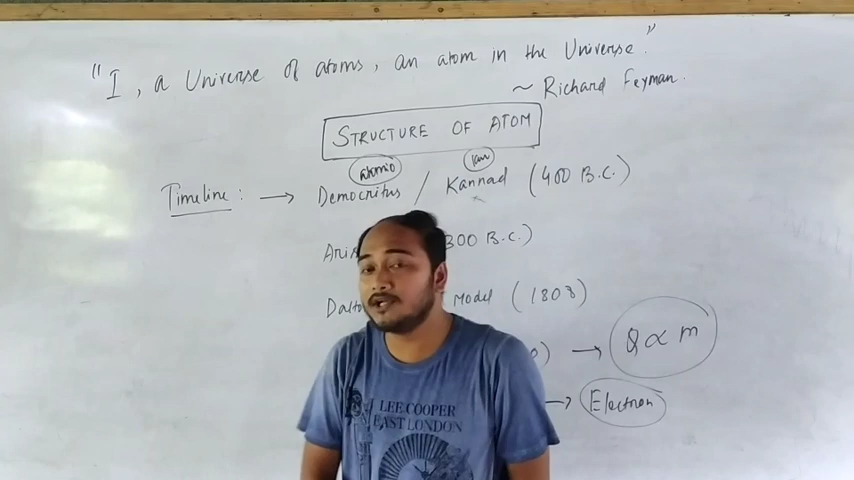 "I, a Universe of atoms, an atom in the Universe."
~ Richard Feyman.
STRUCTURE OF ATOM
atomio kan
Timeline: → Democritus / Kannad (400 B.C.)
300 B.C.)
Model (1808)
→ Q ∝ m
→ Electron
LEE COOPER
EAST LONDON